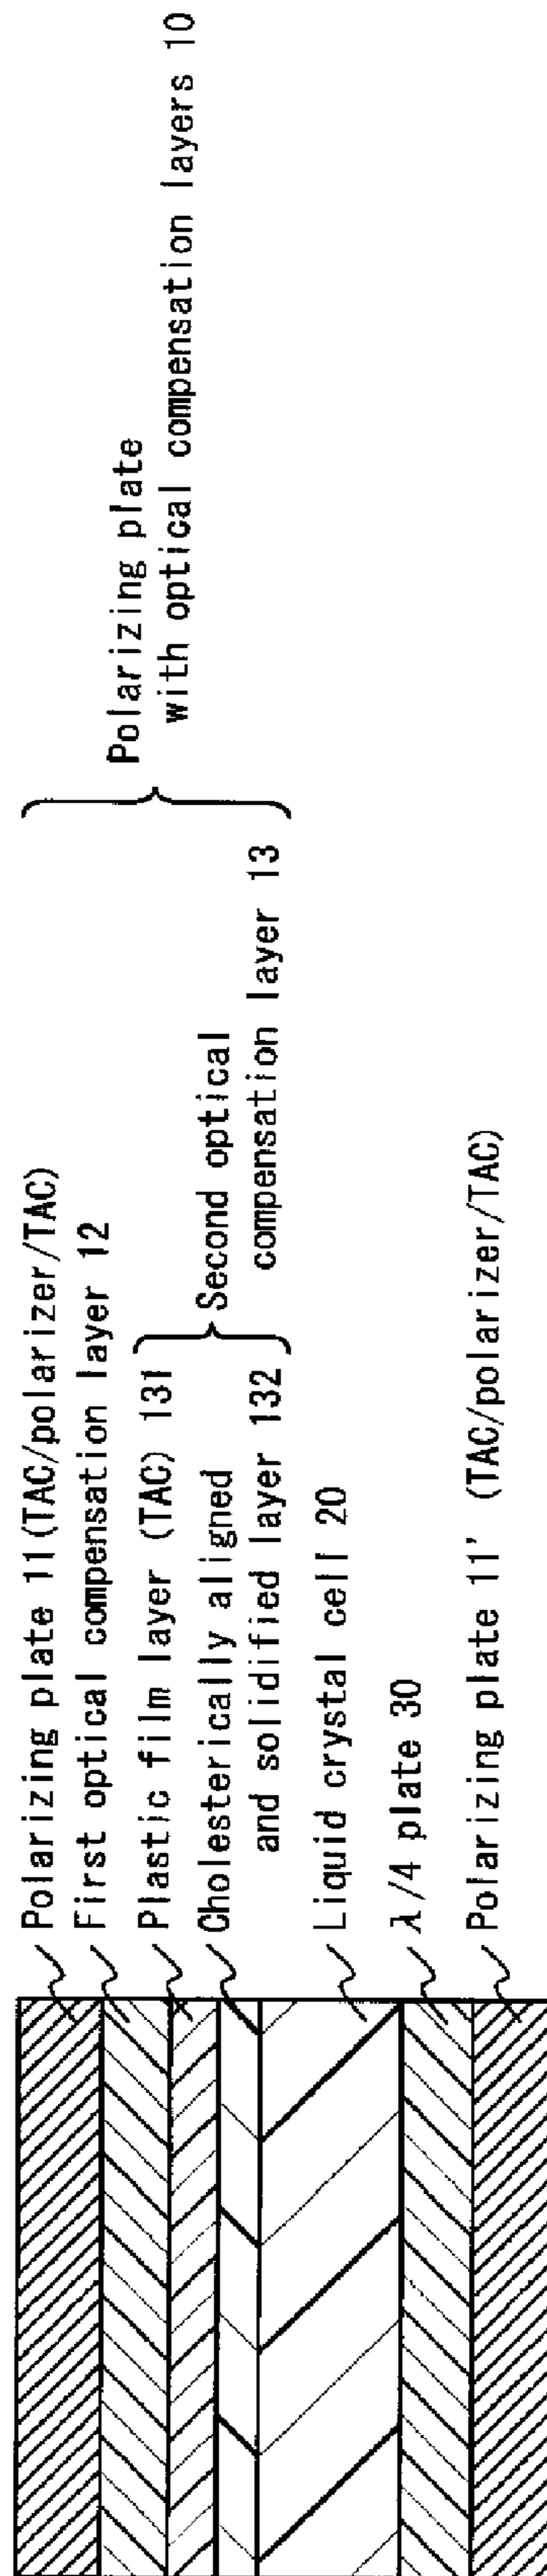 Polarizing plate 11(TAC/polarizer/TAC)
First optical compensation layer 12
Plastic film layer (TAC) 131
Cholesterically aligned
and solidified layer 132
Second optical
compensation layer 13
Polarizing plate
with optical compensation layers 10
Liquid crystal cell 20
λ/4 plate 30
Polarizing plate 11' (TAC/polarizer/TAC)